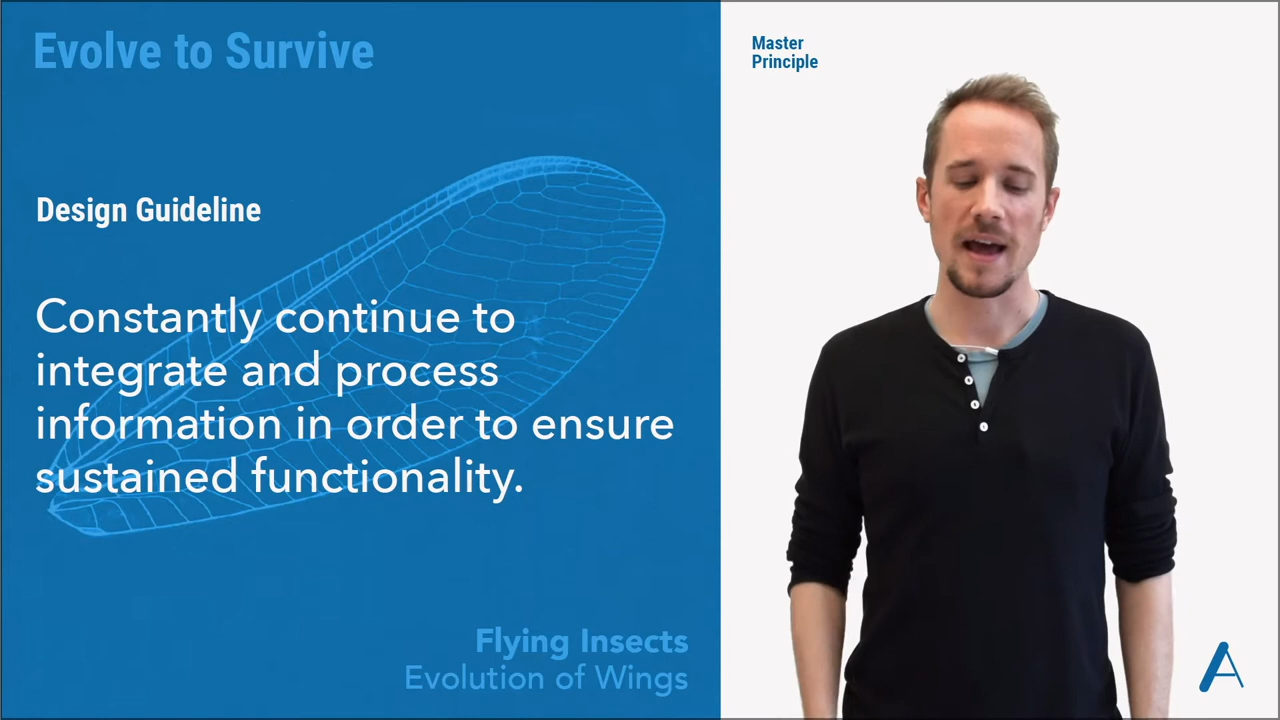 Evolve to Survive
Master
Principle
Design Guideline
Constantly continue to
integrate and process
information in order to ensure
sustained functionality.
Flying Insects
Evolution of Wings